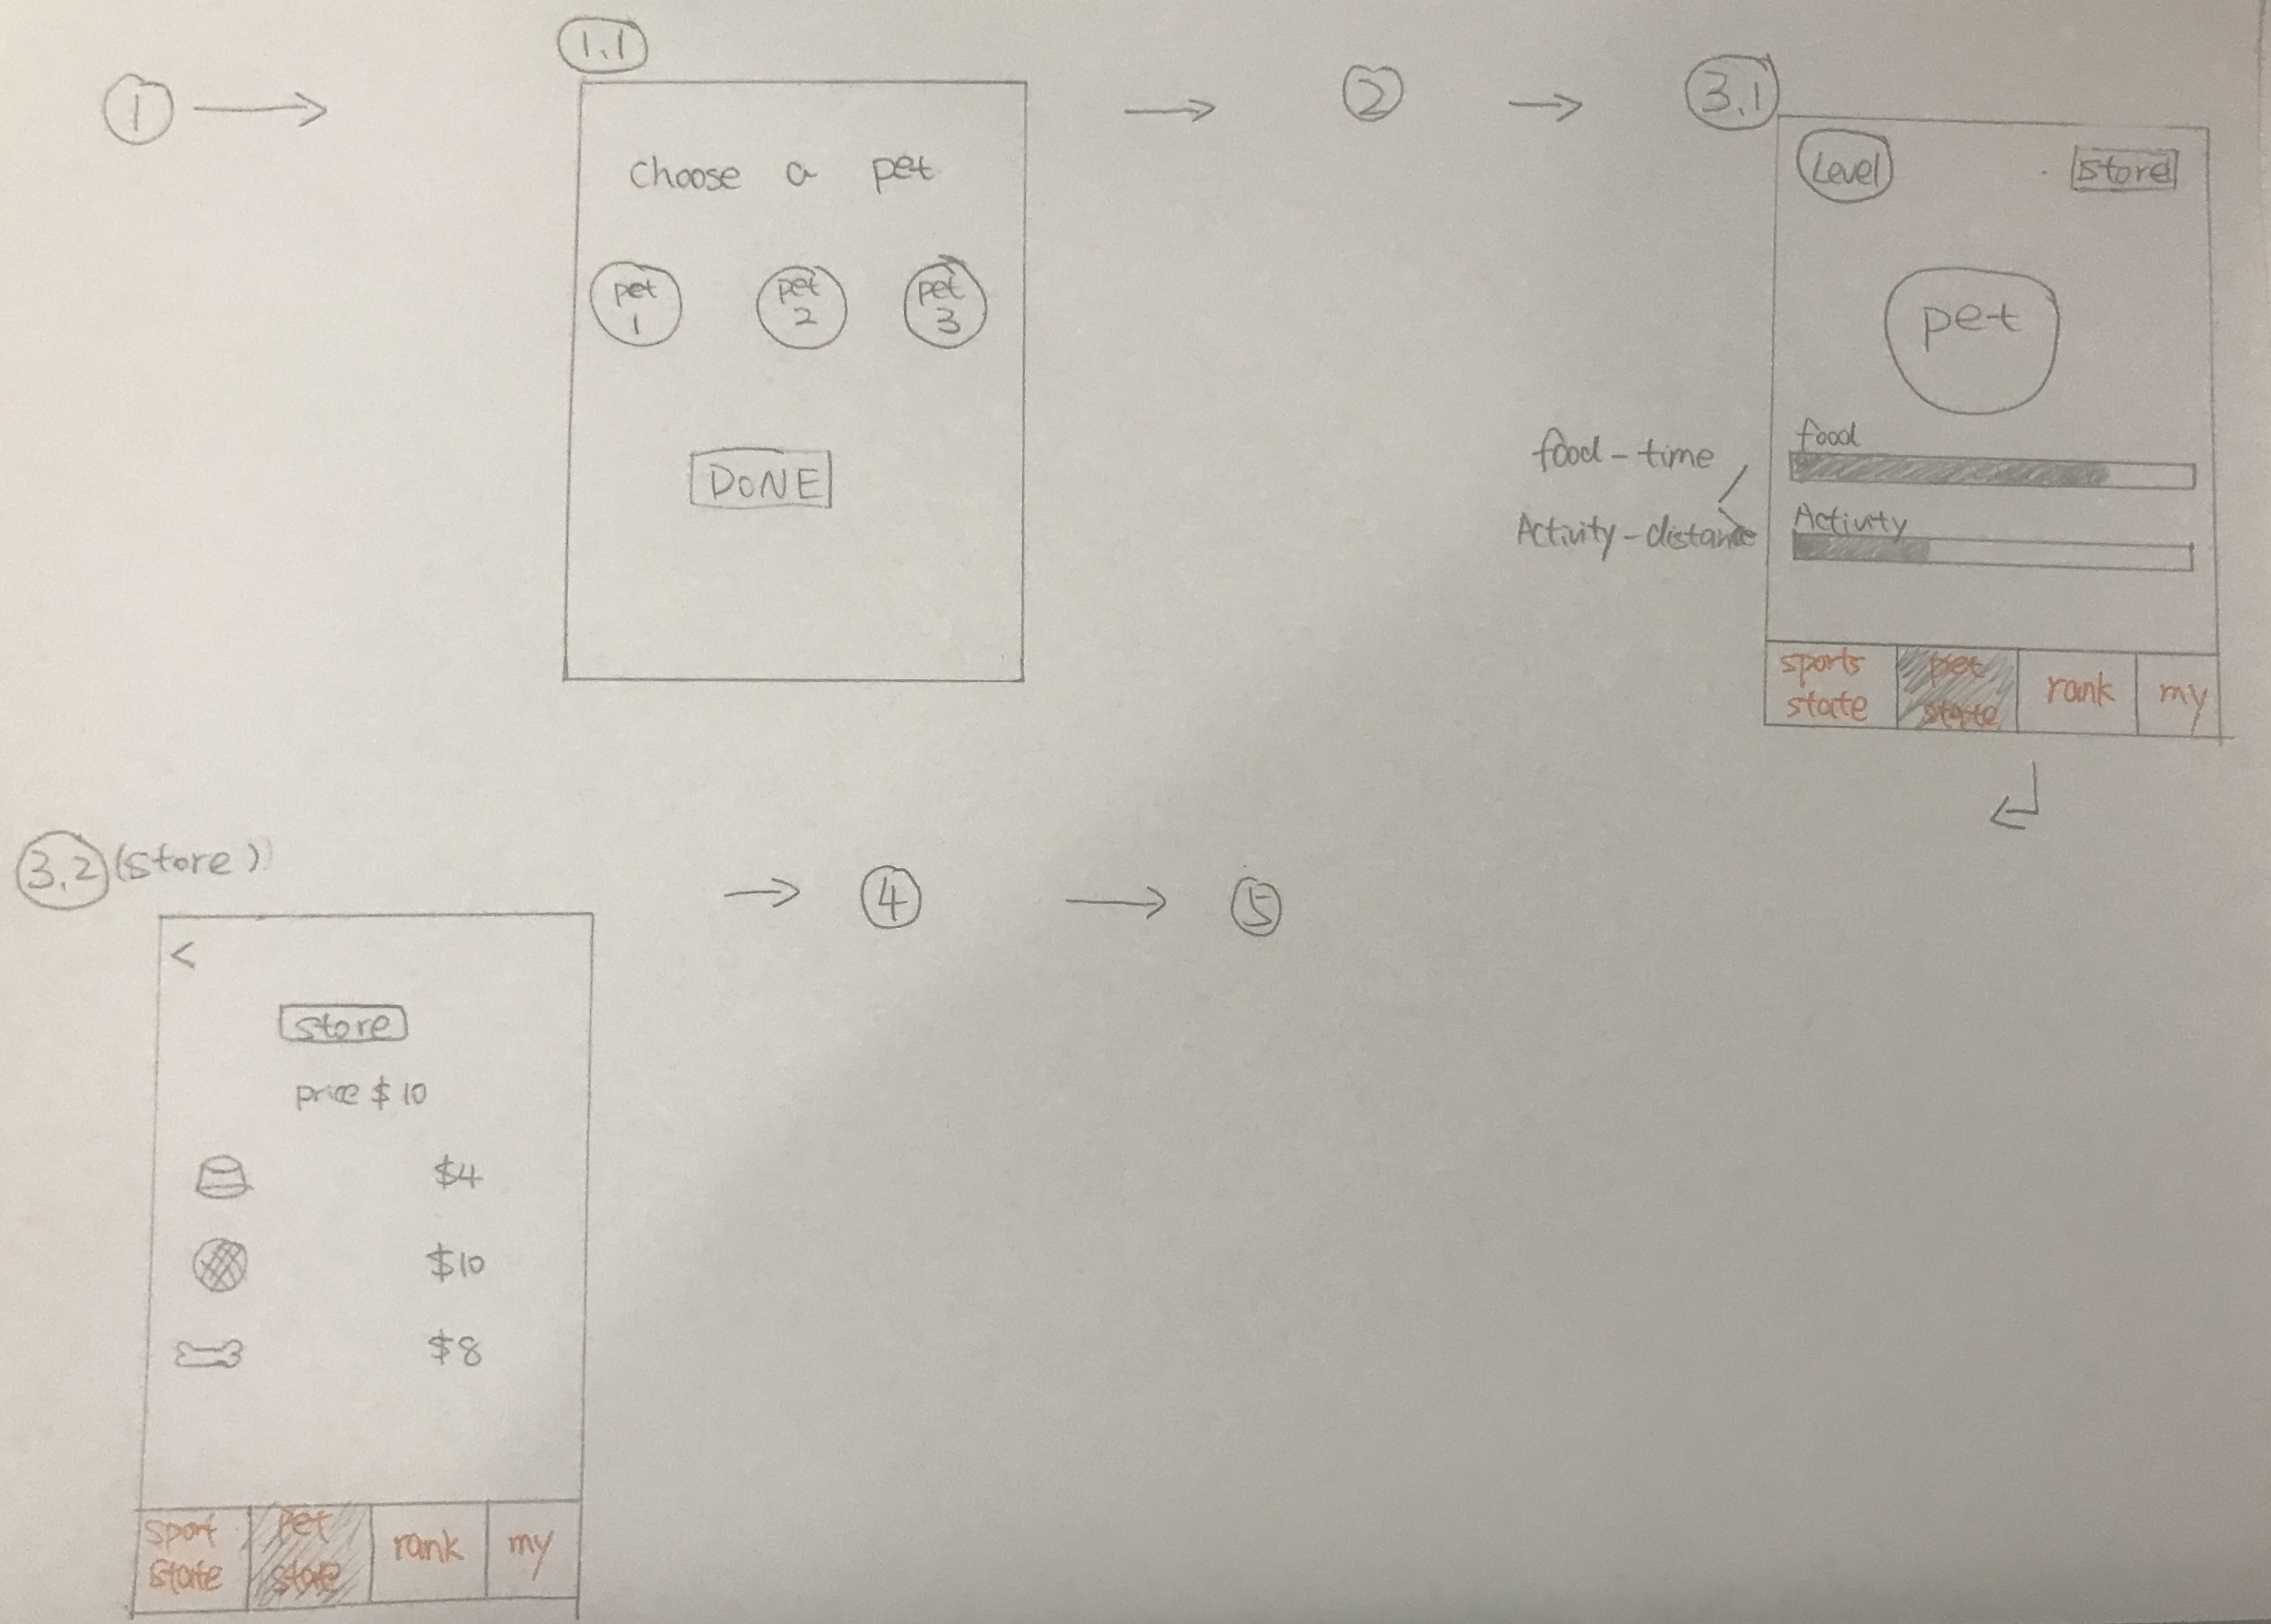 1
1.1
choose a pet
pet
1
pet
2
pet
3
DONE
2
3.1
Level
store
pet
food
Activity
food - time
Activity - distance
sports
state
pet
state
rank
my
3.2 (store)
<
store
price $ 10
$4
$10
$8
sport
state
pet
state
rank
my
4
5